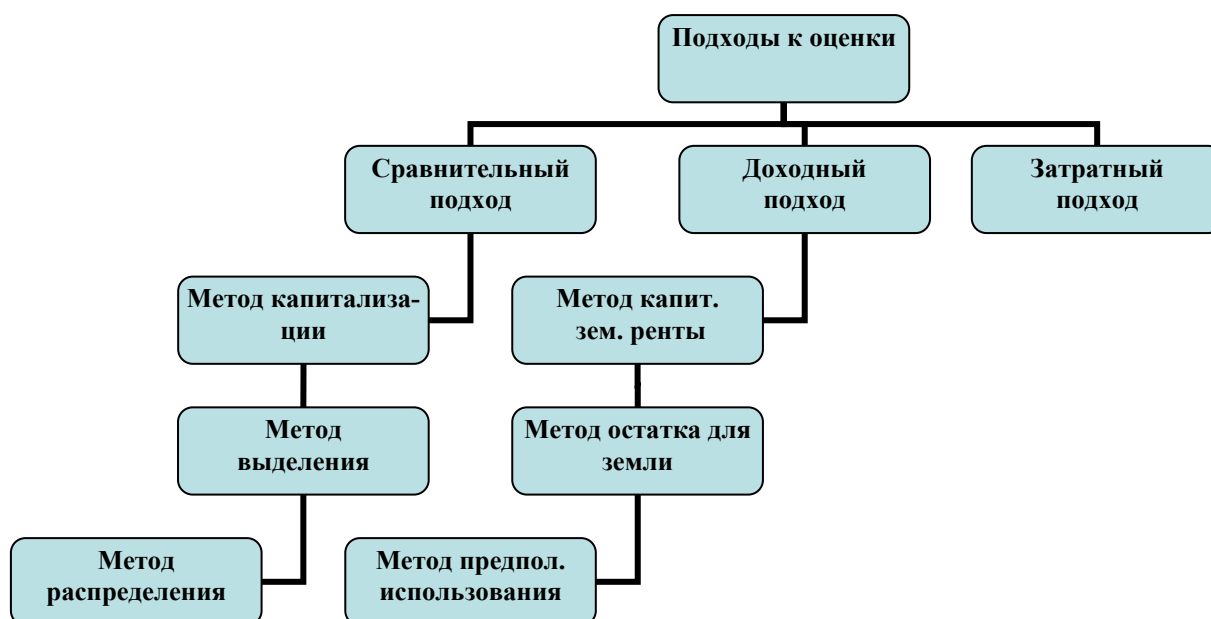 Подходы к оценки
Сравнительный
подход
Доходный
подход
Затратный
подход
Метод капитализа-
ции
Метод капит.
зем. ренты
Метод
выделения
Метод остатка для
земли
Метод
распределения
Метод предпол.
использования